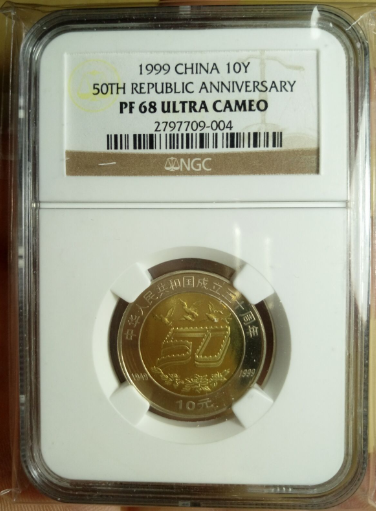 1999 CHINA 10Y
50TH REPUBLIC ANNIVERSARY
PF 68 ULTRA CAMEO
2797709-004
NGC
中华人民共和国成立五十周年
50
1949 1999
10元